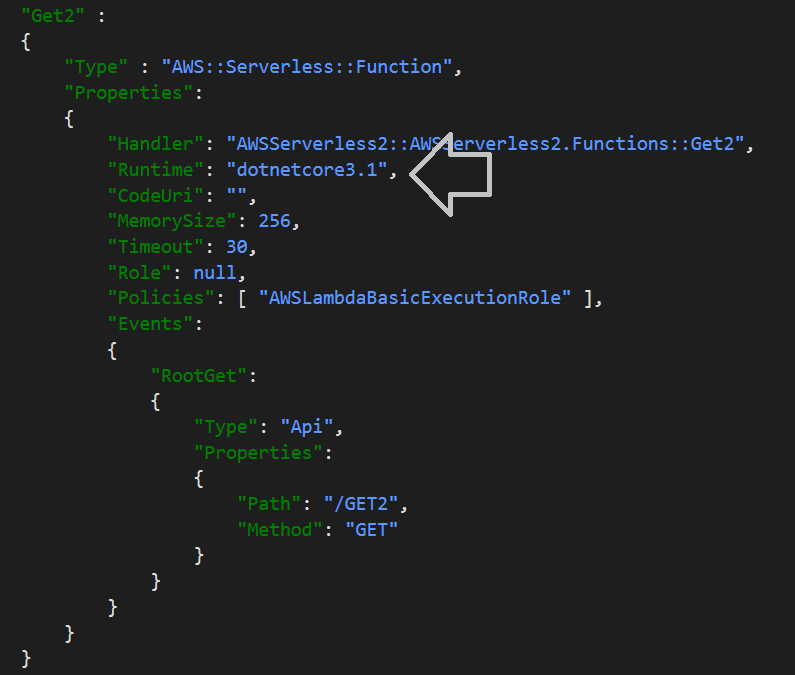 "Get2" :
{
"Type" : "AWS::Serverless::Function",
"Properties":
{
"Handler": "AWSServerless2::AWSServerless2.Functions::Get2",
"Runtime": "dotnetcore3.1",
"CodeUri": "",
"MemorySize": 256,
"Timeout": 30,
"Role": null,
"Policies": [ "AWSLambdaBasicExecutionRole" ],
"Events":
{
"RootGet":
{
"Type": "Api",
"Properties":
{
"Path": "/GET2",
"Method": "GET"
}
}
}
}
}